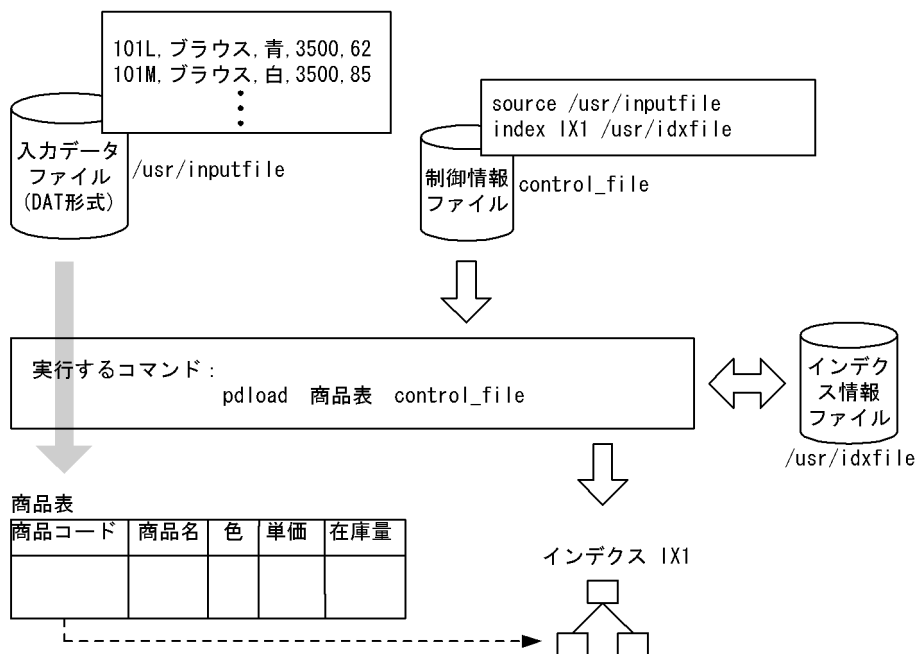 101L,ブラウス,青,3500,62
101M,ブラウス,白,3500,85
入力データ
ファイル
(DAT形式)
/usr/inputfile
source /usr/inputfile
index IX1 /usr/idxfile
制御情報
ファイル
control_file
実行するコマンド:
pdload 商品表 control_file
インデク
ス情報
ファイル
/usr/idxfile
商品表
商品コード 商品名 色 単価 在庫量
インデクス IX1